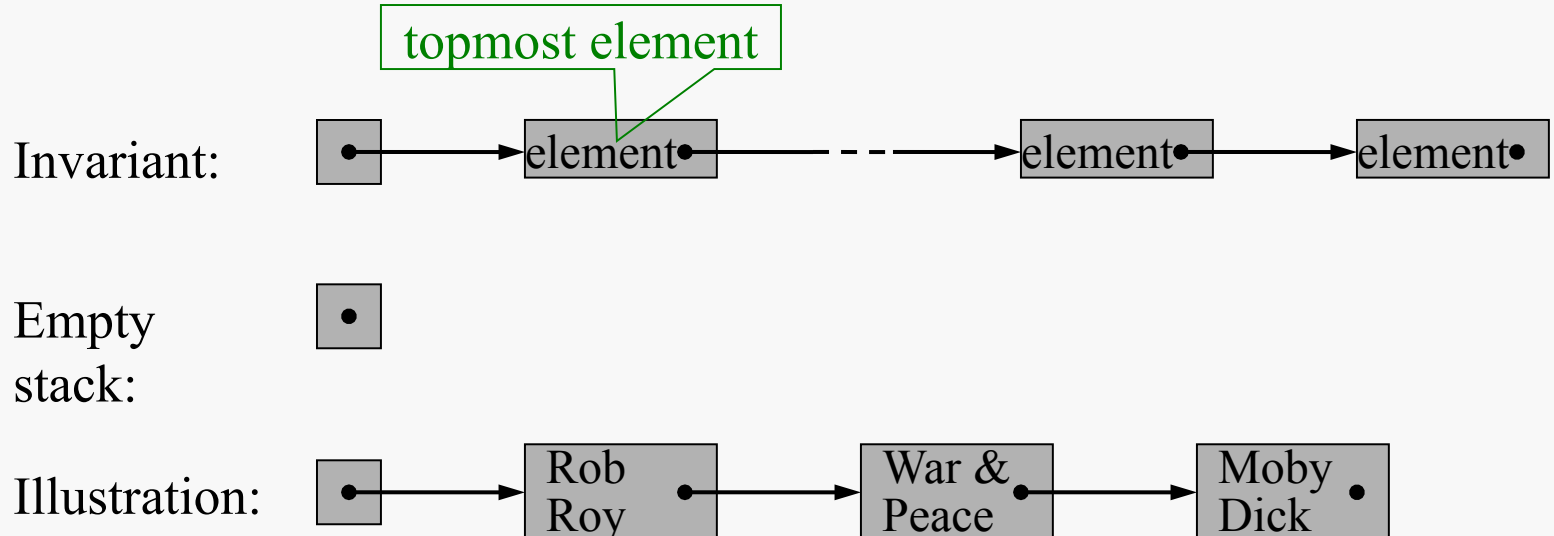 topmost element
Invariant: element element element
Empty
stack:
Illustration: Rob Roy War & Peace Moby Dick